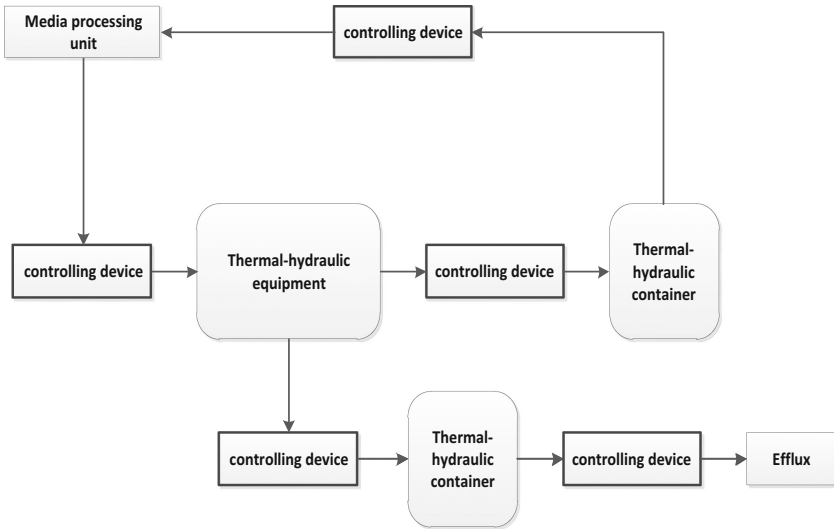 Media processing
unit
controlling device
controlling device
Thermal-hydraulic
equipment
controlling device
Thermal-
hydraulic
container
controlling device
Thermal-
hydraulic
container
controlling device
Efflux